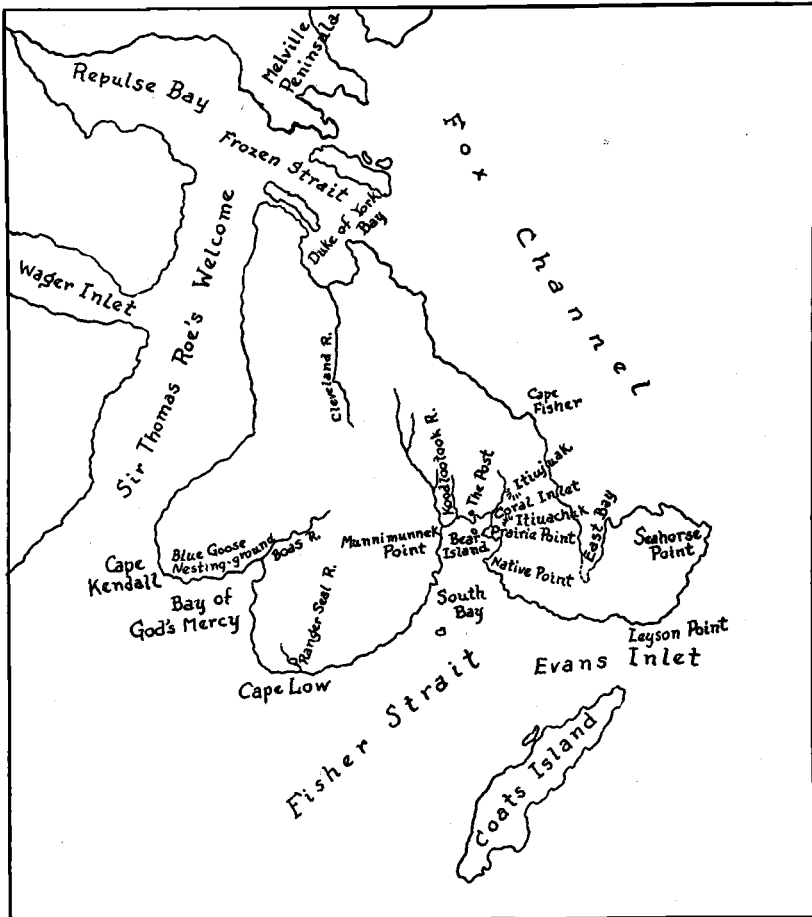 Melville
Peninsala
Repulse Bay
Frozen Strait
Fox Channel
Duke of York
Bay
Wager Inlet
Sir Thomas Roe's Welcome
Cleveland R.
Cape
Fisher
Koodlootook R.
The Post
Itiujuak
Coral Inlet
Itiuachuk
Prairie Point
East Bay
Seahorse
Point
Munnimunnek
Point
Bear
Island
Native Point
Blue Goose
Nesting-ground
Boas R.
Cape
Kendall
Bay of
God's Mercy
Ranger Seal R.
South
Bay
Leyson Point
Evans Inlet
Cape Low
Fisher Strait
Coats Island